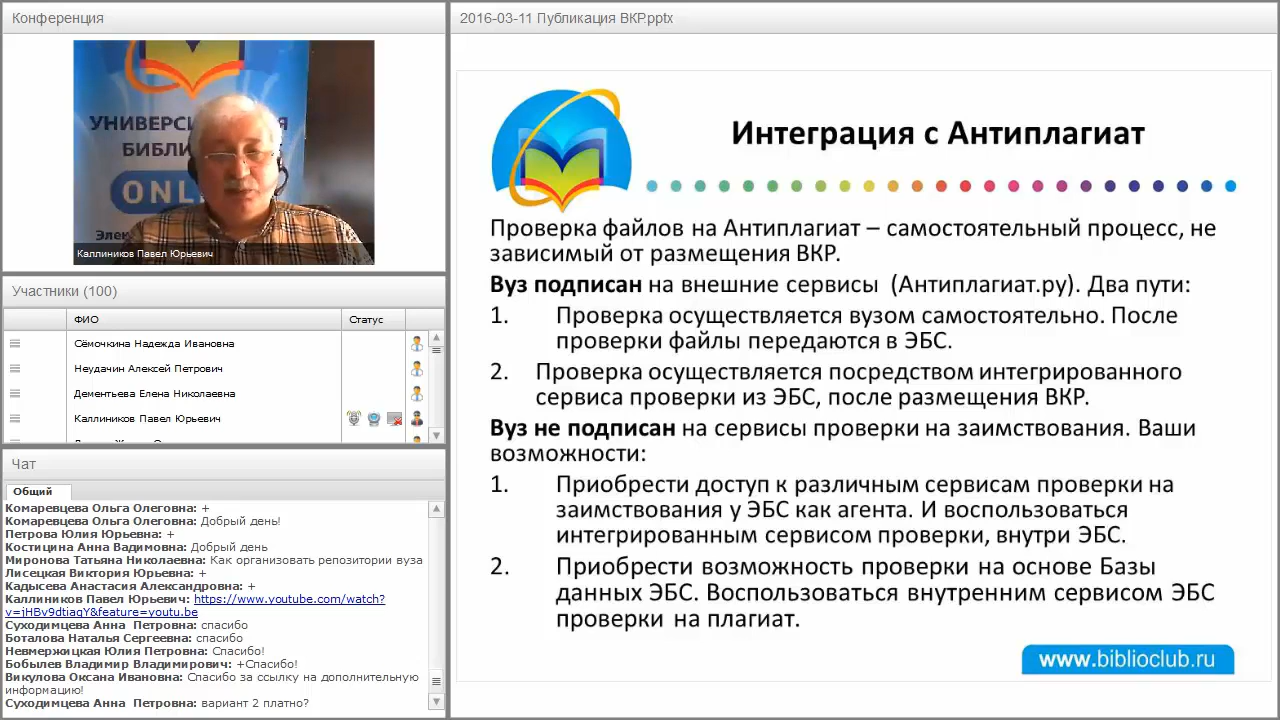 Конференция
УНИВЕРСИ
БИБЛИ
ONL
Элек
Каллиников Павел Юрьевич
Участники (100)
ФИО Статус
Сёмочкина Надежда Ивановна
Неудачин Алексей Петрович
Дементьева Елена Николаевна
Каллиников Павел Юрьевич
Чат
Общий
Комаревцева Ольга Олеговна: +
Комаревцева Ольга Олеговна: Добрый день!
Петрова Юлия Юрьевна: +
Костицина Анна Вадимовна: Добрый день
Миронова Татьяна Николаевна: Как организовать репозитории вуза
Лисецкая Виктория Юрьевна: +
Кадысева Анастасия Александровна: +
Каллиников Павел Юрьевич: https://www.youtube.com/watch?
v=jHBv9dtiaqY&feature=youtu.be
Суходимцева Анна Петровна: спасибо
Боталова Наталья Сергеевна: спасибо
Невмержицкая Юлия Петровна: Спасибо!
Бобылев Владимир Владимирович: +Спасибо!
Викулова Оксана Ивановна: Спасибо за ссылку на дополнительную
информацию!
Суходимцева Анна Петровна: вариант 2 платно?
2016-03-11 Публикация ВКР.pptx
Интеграция с Антиплагиат
Проверка файлов на Антиплагиат – самостоятельный процесс, не
зависимый от размещения ВКР.
Вуз подписан на внешние сервисы (Антиплагиат.ру). Два пути:
1. Проверка осуществляется вузом самостоятельно. После
проверки файлы передаются в ЭБС.
2. Проверка осуществляется посредством интегрированного
сервиса проверки из ЭБС, после размещения ВКР.
Вуз не подписан на сервисы проверки на заимствования. Ваши
возможности:
1. Приобрести доступ к различным сервисам проверки на
заимствования у ЭБС как агента. И воспользоваться
интегрированным сервисом проверки, внутри ЭБС.
2. Приобрести возможность проверки на основе Базы
данных ЭБС. Воспользоваться внутренним сервисом ЭБС
проверки на плагиат.
www.biblioclub.ru